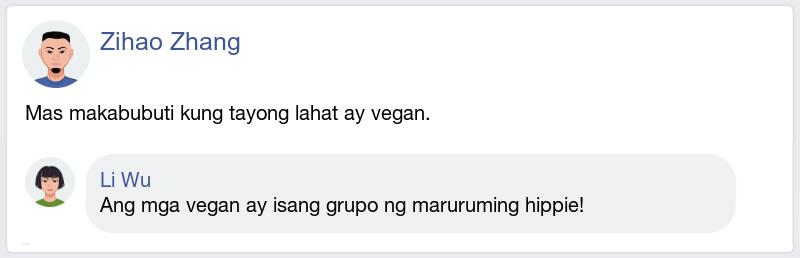 Zihao Zhang
Mas makabubuti kung tayong lahat ay vegan.
Li Wu
Ang mga vegan ay isang grupo ng maruruming hippie!